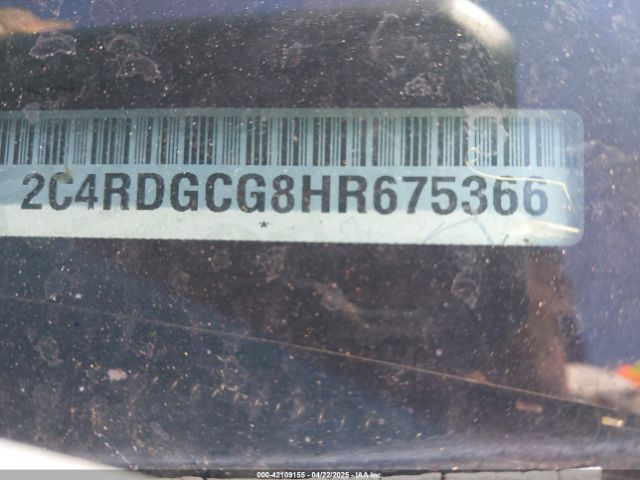 2C4RDGCG8HR675366
*
000-42109155 - 04/22/2025 - IAA Inc.